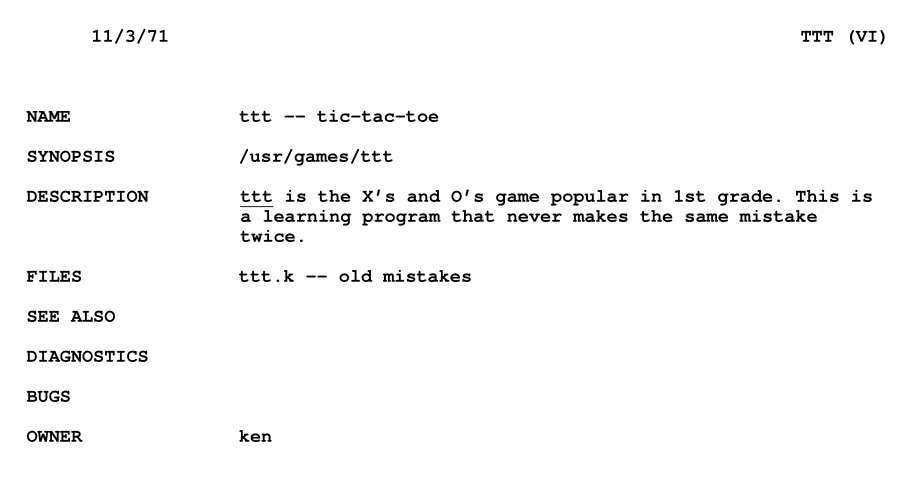 11/3/71 TTT (VI)
NAME ttt -- tic-tac-toe
SYNOPSIS /usr/games/ttt
DESCRIPTION ttt is the X's and O's game popular in 1st grade. This is
a learning program that never makes the same mistake
twice.
FILES ttt.k -- old mistakes
SEE ALSO
DIAGNOSTICS
BUGS
OWNER ken